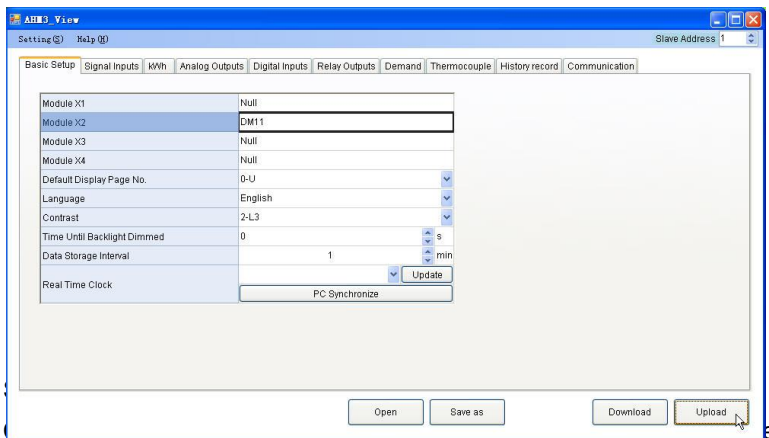 AHM3_View
Setting(S) Help(H) Slave Address 1
Basic Setup Signal Inputs kWh Analog Outputs Digital Inputs Relay Outputs Demand Thermocouple History record Communication
Module X1 Null
Module X2 DM11
Module X3 Null
Module X4 Null
Default Display Page No. 0-U
Language English
Contrast 2-L3
Time Until Backlight Dimmed 0 s
Data Storage Interval 1 min
Real Time Clock Update
PC Synchronize
Open Save as Download Upload